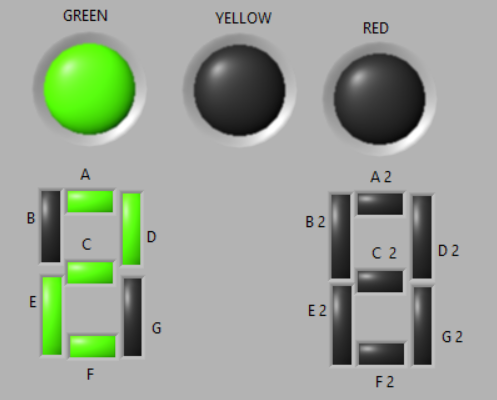 GREEN
YELLOW
RED
A
B
C
D
E
F
G
A 2
B 2
C 2
D 2
E 2
F 2
G 2